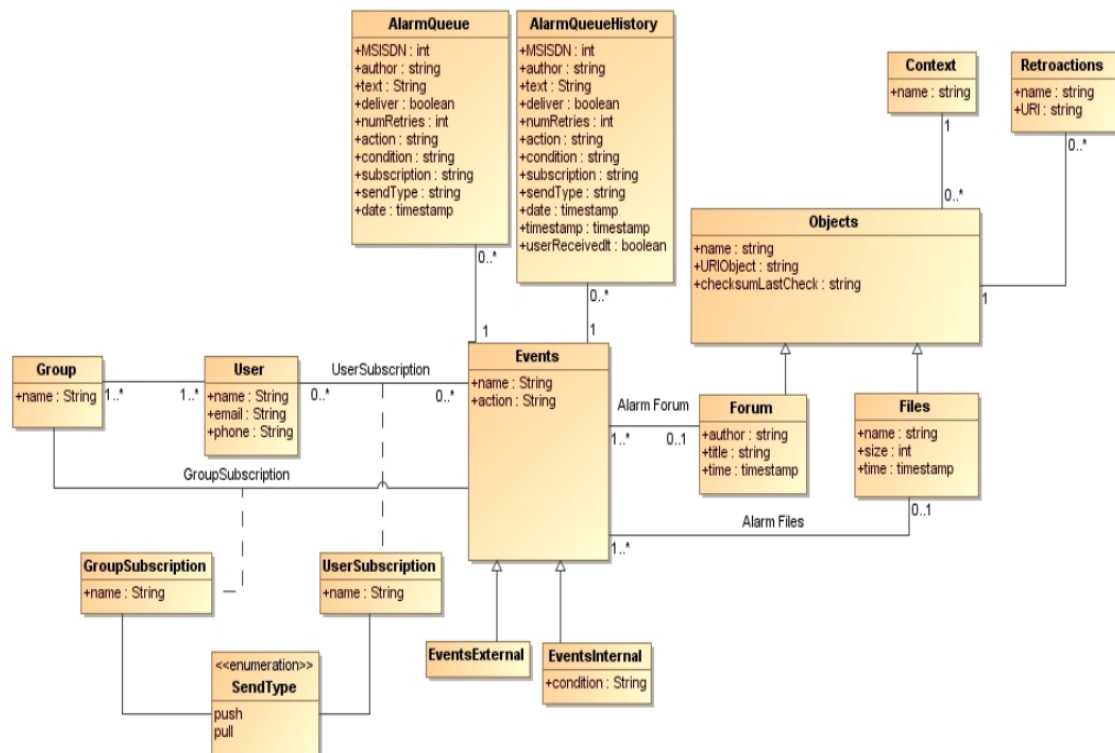 AlarmQueue
+MSISDN : int
+author : string
+text : String
+deliver : boolean
+numRetries : int
+action : string
+condition : string
+subscription : string
+sendType : string
+date : timestamp
0..*
1
AlarmQueueHistory
+MSISDN : int
+author : string
+text : String
+deliver : boolean
+numRetries : int
+action : string
+condition : string
+subscription : string
+sendType : string
+date : timestamp
+timestamp : timestamp
+userReceivedIt : boolean
0..*
1
Context
+name : string
1
0..*
Retroactions
+name : string
+URI : string
0..*
1
Objects
+name : string
+URIObject : string
+checksumLastCheck : string
Group
+name : String
1..*
1..*
User
+name : String
+email : String
+phone : String
0..*
UserSubscription
0..*
Events
+name : String
+action : String
Alarm Forum
1..*
0..1
Forum
+author : string
+title : string
+time : timestamp
Files
+name : string
+size : int
+time : timestamp
0..1
Alarm Files
1..*
GroupSubscription
GroupSubscription
+name : String
UserSubscription
+name : String
<<enumeration>>
SendType
push
pull
EventsExternal
EventsInternal
+condition : String